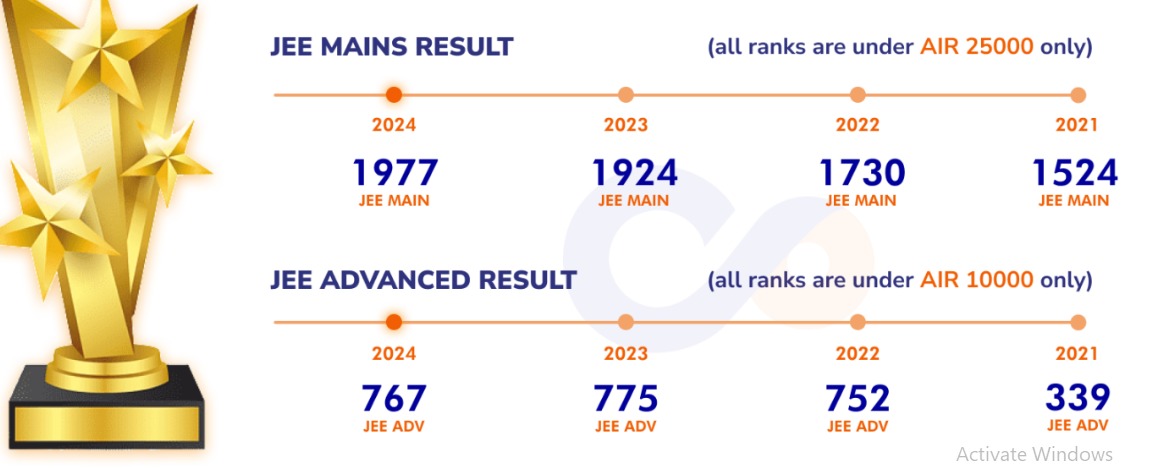 JEE MAINS RESULT (all ranks are under AIR 25000 only)
2024 2023 2022 2021
1977 1924 1730 1524
JEE MAIN JEE MAIN JEE MAIN JEE MAIN
JEE ADVANCED RESULT (all ranks are under AIR 10000 only)
2024 2023 2022 2021
767 775 752 339
JEE ADV JEE ADV JEE ADV JEE ADV
Activate Windows